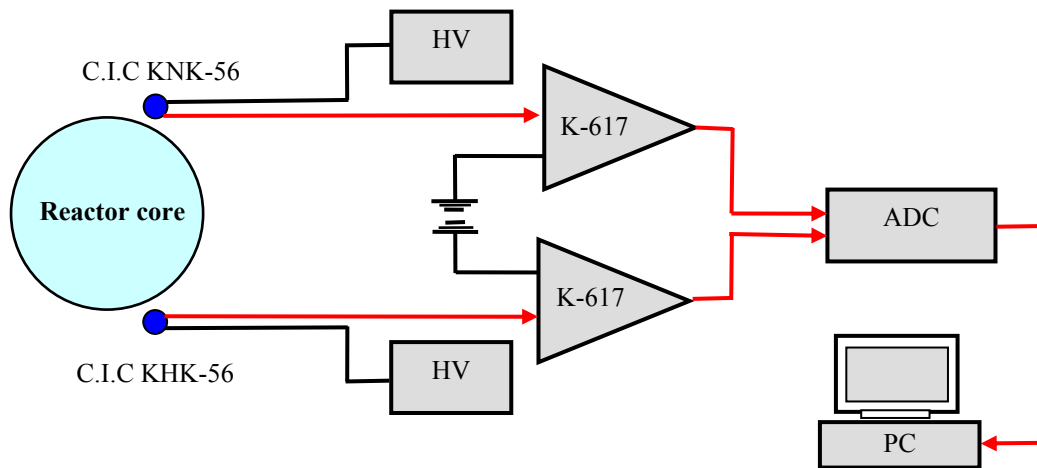 HV
C.I.C KNK-56
K-617
Reactor core
ADC
K-617
HV
C.I.C KHK-56
PC